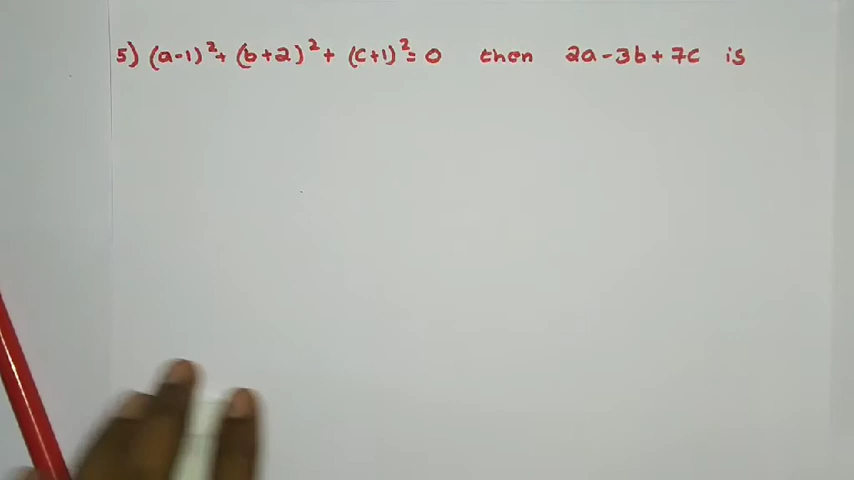 5) (a-1)²+ (b+2)² + (c+1)²= 0 then 2a-3b+7c is